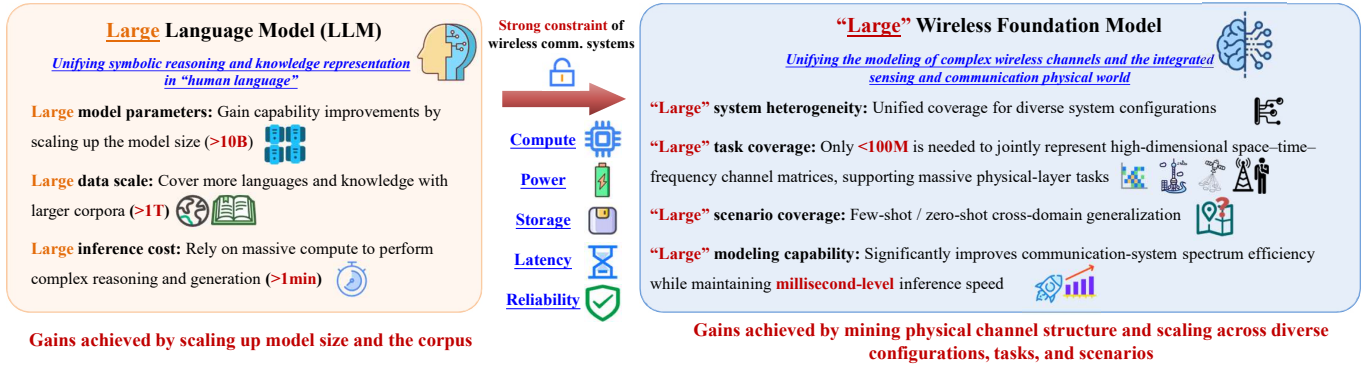 Large Language Model (LLM)
Unifying symbolic reasoning and knowledge representation
in “human language”
Large model parameters: Gain capability improvements by
scaling up the model size (>10B)
Large data scale: Cover more languages and knowledge with
larger corpora (>1T)
Large inference cost: Rely on massive compute to perform
complex reasoning and generation (>1min)
Gains achieved by scaling up model size and the corpus
Strong constraint of
wireless comm. systems
Compute
Power
Storage
Latency
Reliability
“Large” Wireless Foundation Model
Unifying the modeling of complex wireless channels and the integrated
sensing and communication physical world
“Large” system heterogeneity: Unified coverage for diverse system configurations
“Large” task coverage: Only <100M is needed to jointly represent high-dimensional space–time–
frequency channel matrices, supporting massive physical-layer tasks
“Large” scenario coverage: Few-shot / zero-shot cross-domain generalization
?
“Large” modeling capability: Significantly improves communication-system spectrum efficiency
while maintaining millisecond-level inference speed
Gains achieved by mining physical channel structure and scaling across diverse
configurations, tasks, and scenarios